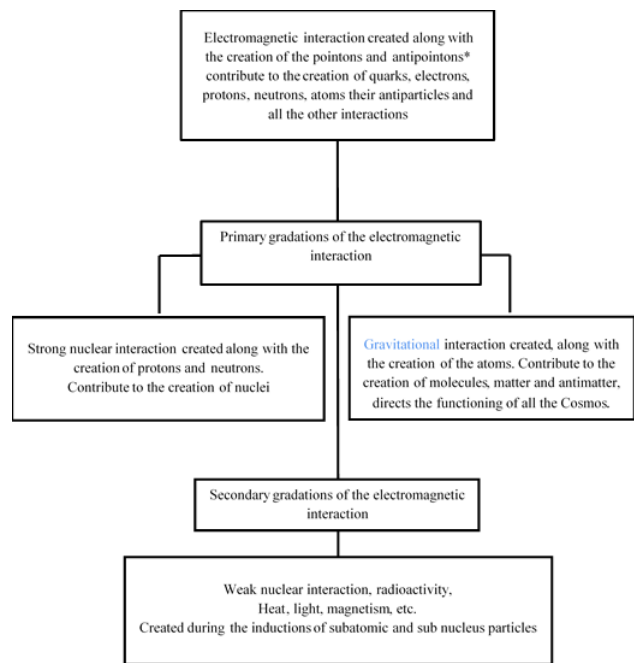 Electromagnetic interaction created along with
the creation of the pointons and antipointons*
contribute to the creation of quarks, electrons,
protons, neutrons, atoms their antiparticles and
all the other interactions
Primary gradations of the electromagnetic
interaction
Strong nuclear interaction created along with the
creation of protons and neutrons.
Contribute to the creation of nuclei
Gravitational interaction created, along with
the creation of the atoms. Contribute to the
creation of molecules, matter and antimatter,
directs the functioning of all the Cosmos.
Secondary gradations of the electromagnetic
interaction
Weak nuclear interaction, radioactivity,
Heat, light, magnetism, etc.
Created during the inductions of subatomic and sub nucleus particles